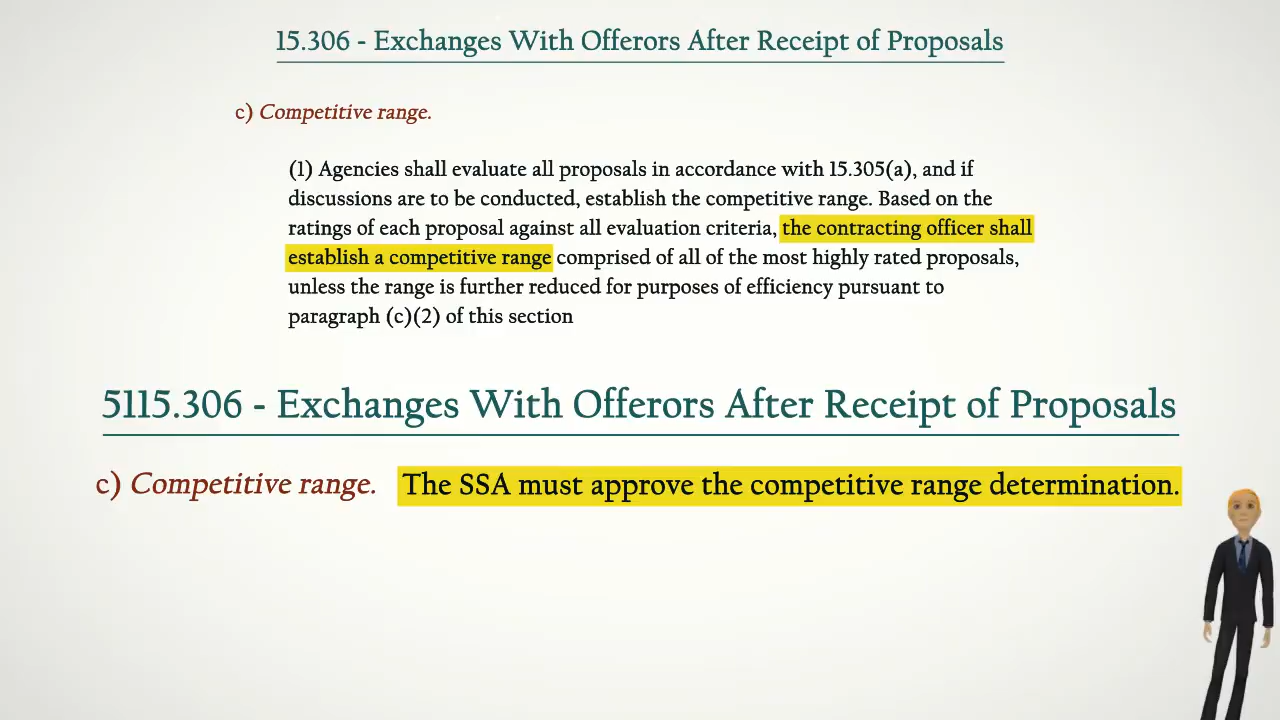 15.306 - Exchanges With Offerors After Receipt of Proposals
c) Competitive range.
(1) Agencies shall evaluate all proposals in accordance with 15.305(a), and if
discussions are to be conducted, establish the competitive range. Based on the
ratings of each proposal against all evaluation criteria, the contracting officer shall
establish a competitive range comprised of all of the most highly rated proposals,
unless the range is further reduced for purposes of efficiency pursuant to
paragraph (c)(2) of this section
5115.306 - Exchanges With Offerors After Receipt of Proposals
c) Competitive range. The SSA must approve the competitive range determination.